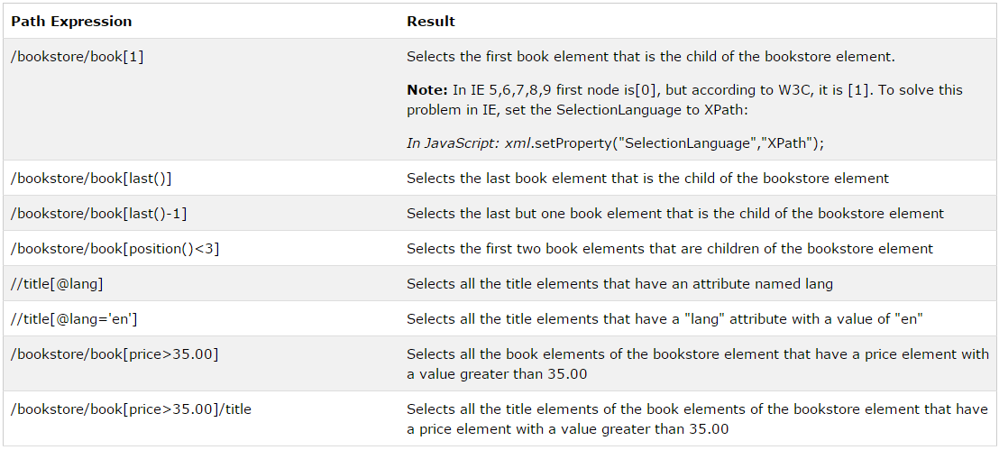 Path Expression Result
/bookstore/book[1] Selects the first book element that is the child of the bookstore element.
Note: In IE 5,6,7,8,9 first node is[0], but according to W3C, it is [1]. To solve this
problem in IE, set the SelectionLanguage to XPath:
In JavaScript: xml.setProperty("SelectionLanguage","XPath");
/bookstore/book[last()] Selects the last book element that is the child of the bookstore element
/bookstore/book[last()-1] Selects the last but one book element that is the child of the bookstore element
/bookstore/book[position()<3] Selects the first two book elements that are children of the bookstore element
//title[@lang] Selects all the title elements that have an attribute named lang
//title[@lang='en'] Selects all the title elements that have a "lang" attribute with a value of "en"
/bookstore/book[price>35.00] Selects all the book elements of the bookstore element that have a price element with
a value greater than 35.00
/bookstore/book[price>35.00]/title Selects all the title elements of the book elements of the bookstore element that have
a price element with a value greater than 35.00